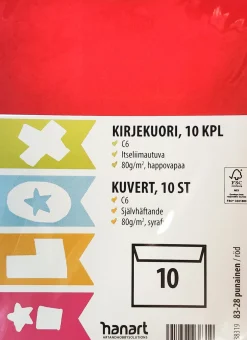 KIRJEKUORI, 10 KPL
C6
Itseliimautuva
80g/m², happovapaa
KUVERT, 10 ST
C6
Självhäftande
80g/m², syrafri
FSC
10
hanart
83-28 punainen / röd